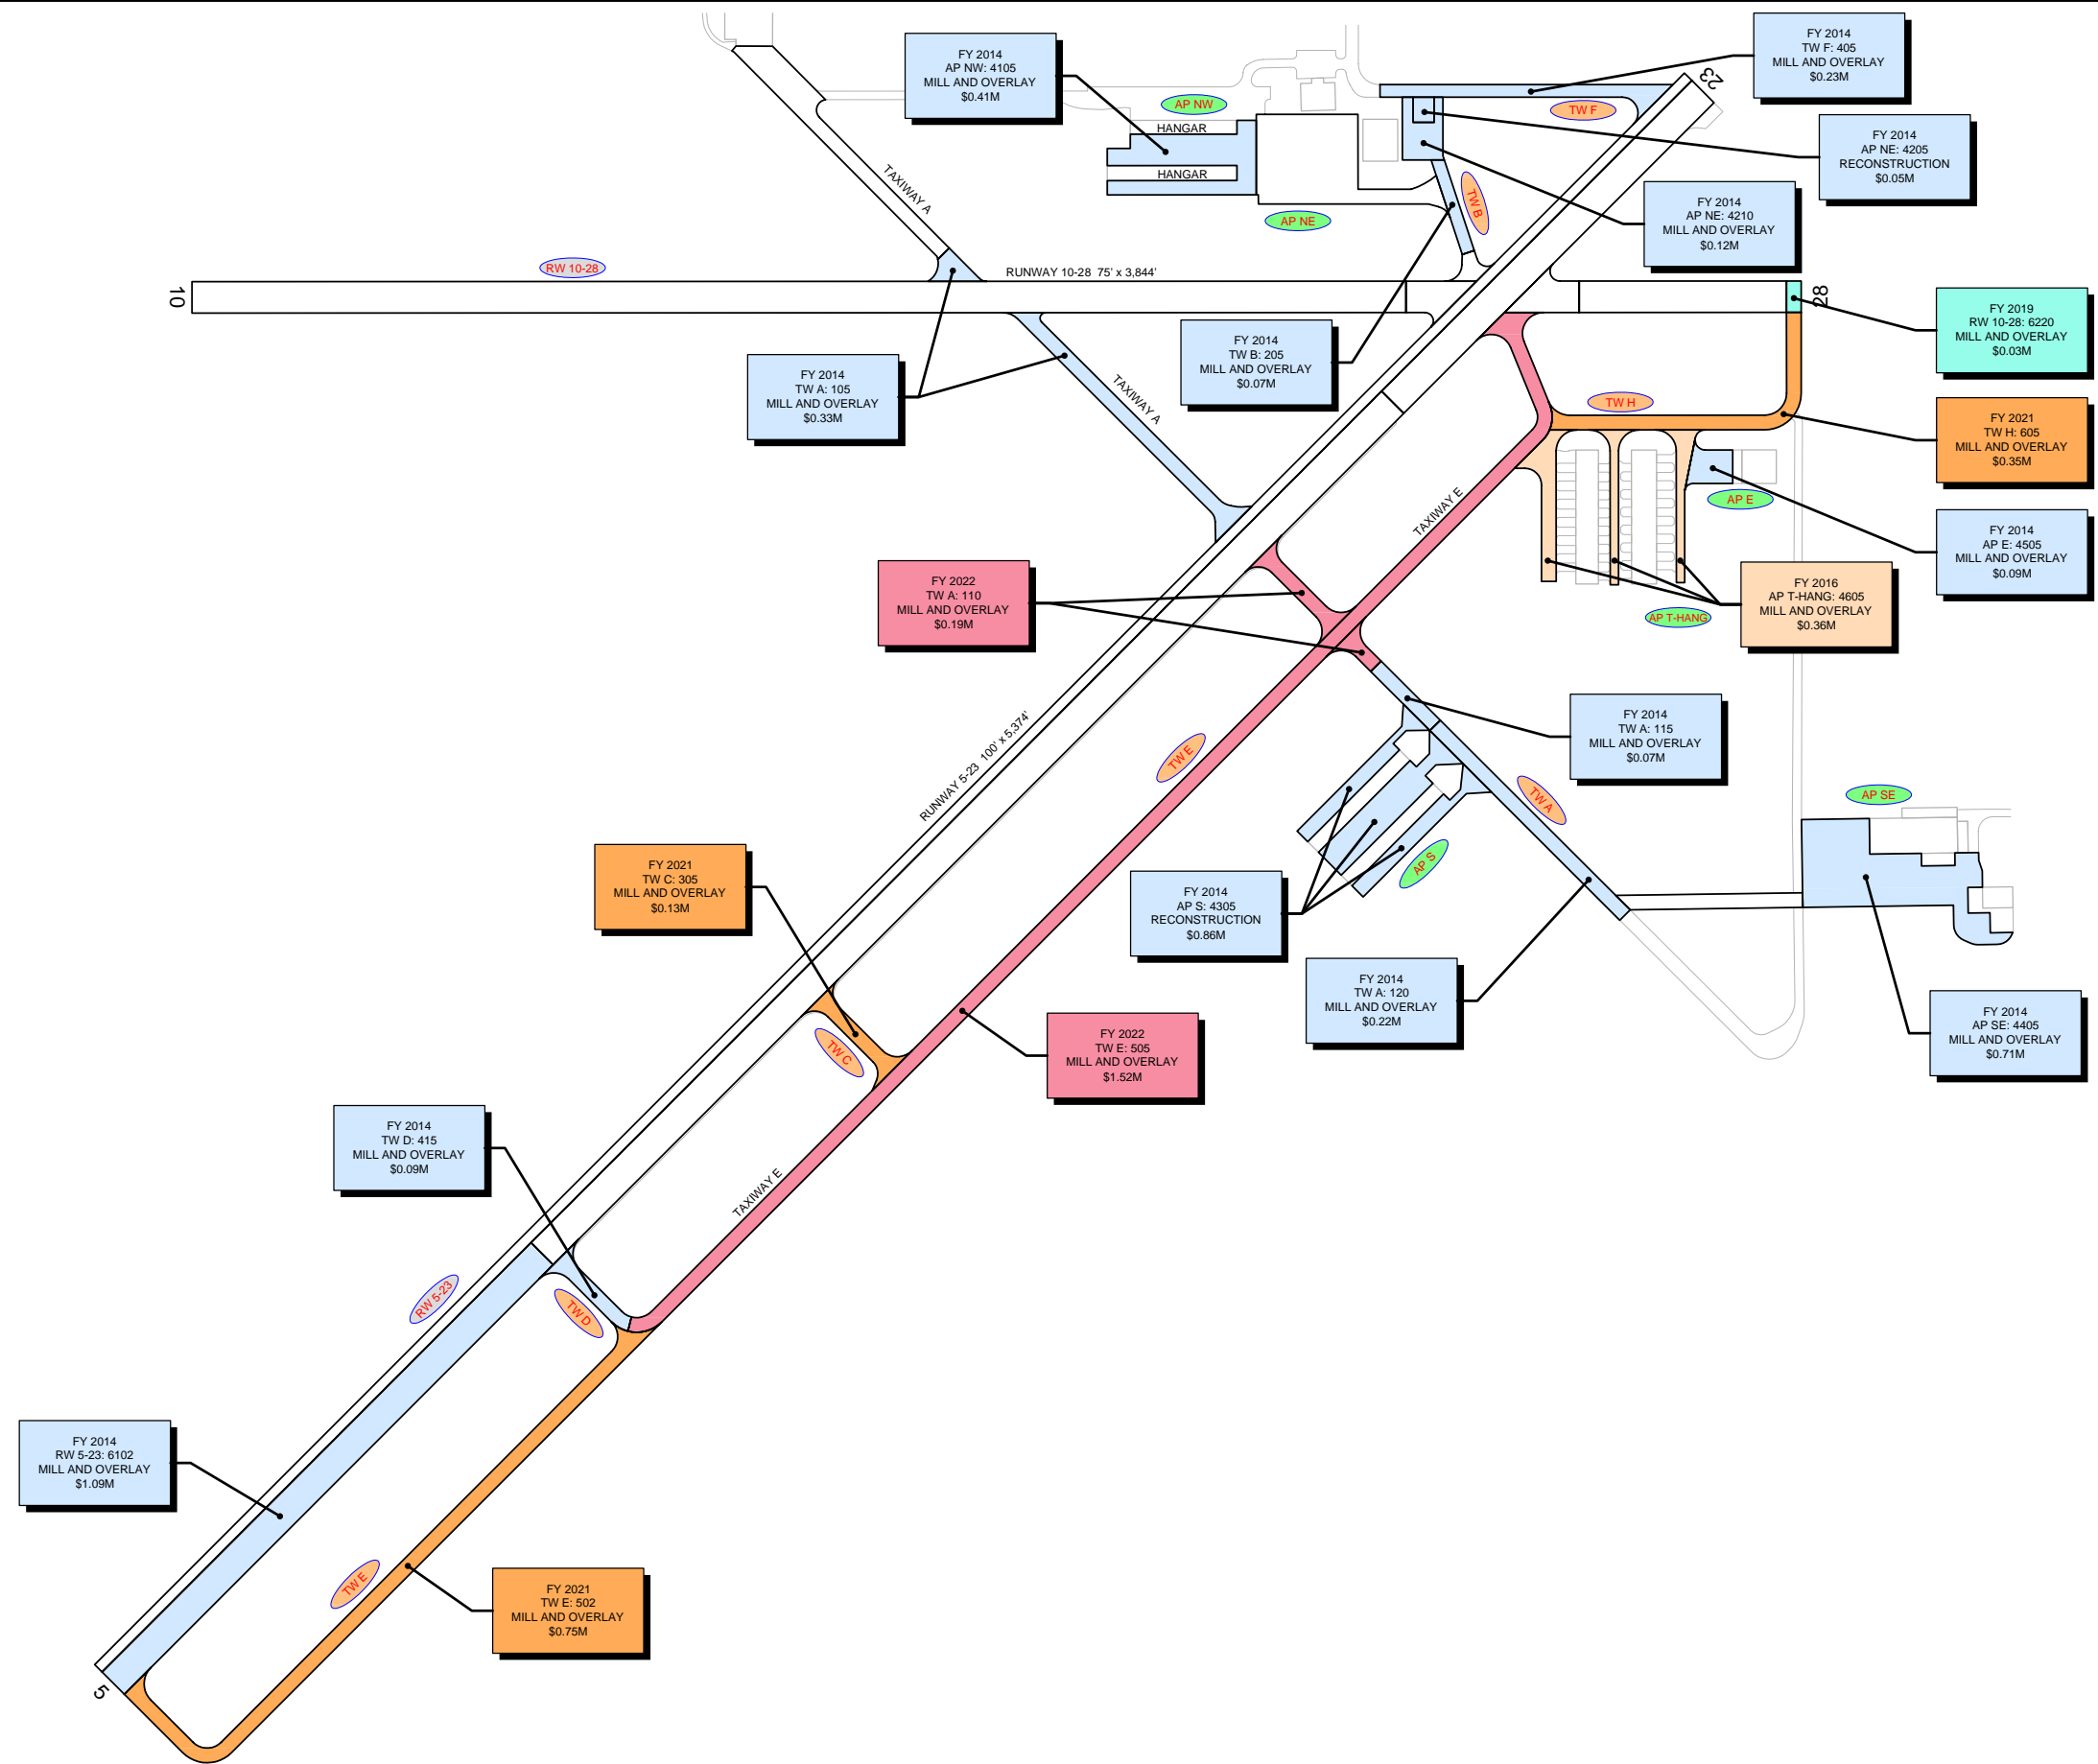 FY 2014
AP NW: 4105
MILL AND OVERLAY
$0.41M
FY 2014
TW F: 405
MILL AND OVERLAY
$0.23M
23
AP NW
TW F
HANGAR
HANGAR
FY 2014
AP NE: 4205
RECONSTRUCTION
$0.05M
TAXIWAY A
TW B
AP NE
FY 2014
AP NE: 4210
MILL AND OVERLAY
$0.12M
RW 10-28
RUNWAY 10-28 75' x 3,844'
10
28
FY 2019
RW 10-28: 6220
MILL AND OVERLAY
$0.03M
FY 2014
TW A: 105
MILL AND OVERLAY
$0.33M
FY 2014
TW B: 205
MILL AND OVERLAY
$0.07M
TAXIWAY A
TW H
FY 2021
TW H: 605
MILL AND OVERLAY
$0.35M
TAXIWAY E
AP E
FY 2014
AP E: 4505
MILL AND OVERLAY
$0.09M
FY 2022
TW A: 110
MILL AND OVERLAY
$0.19M
FY 2016
AP T-HANG: 4605
MILL AND OVERLAY
$0.36M
AP T-HANG
FY 2014
TW A: 115
MILL AND OVERLAY
$0.07M
RUNWAY 5-23 100' x 5,374'
TW E
TW A
AP SE
AP S
FY 2021
TW C: 305
MILL AND OVERLAY
$0.13M
FY 2014
AP S: 4305
RECONSTRUCTION
$0.86M
FY 2014
TW A: 120
MILL AND OVERLAY
$0.22M
FY 2014
AP SE: 4405
MILL AND OVERLAY
$0.71M
TW C
FY 2022
TW E: 505
MILL AND OVERLAY
$1.52M
FY 2014
TW D: 415
MILL AND OVERLAY
$0.09M
TAXIWAY E
RW 5-23
TW D
FY 2014
RW 5-23: 6102
MILL AND OVERLAY
$1.09M
TW E
FY 2021
TW E: 502
MILL AND OVERLAY
$0.75M
5